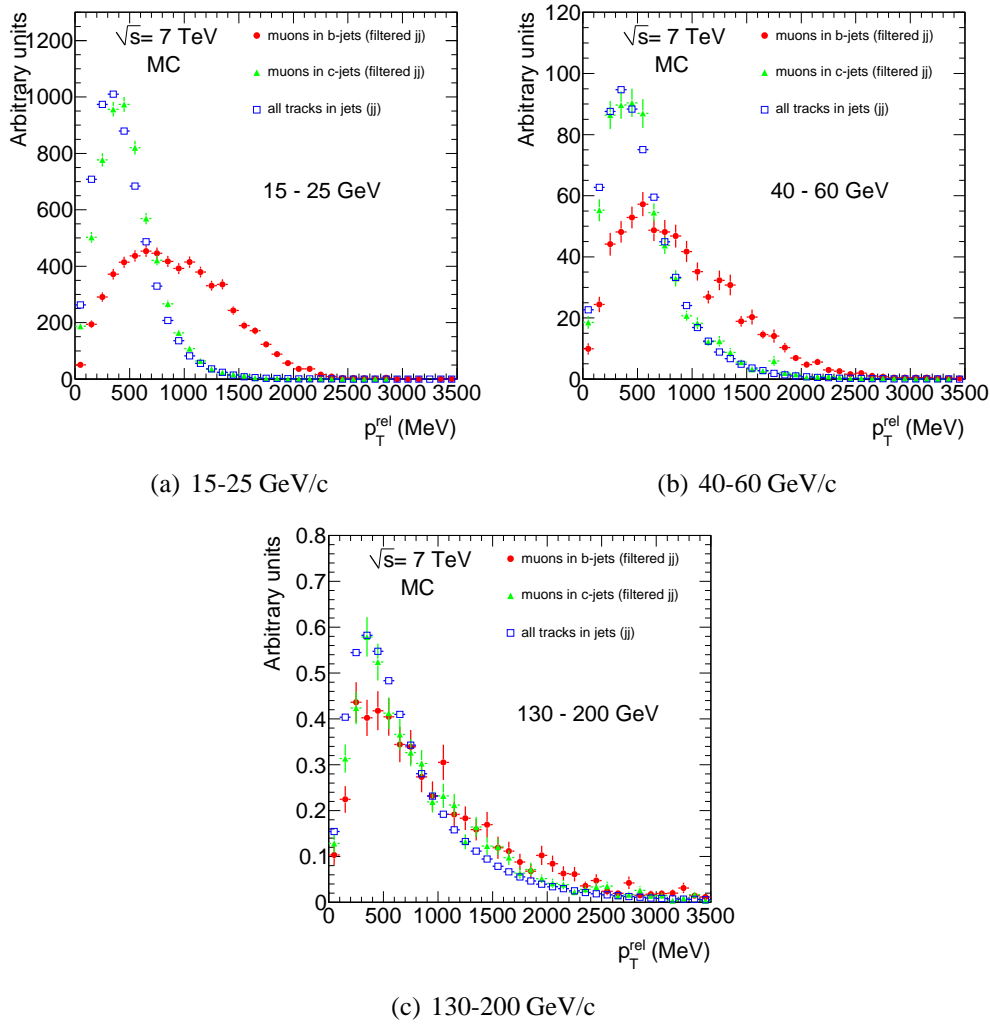 Arbitrary units
1200
1000
800
600
400
200
0
√s= 7 TeV
MC
muons in b-jets (filtered jj)
muons in c-jets (filtered jj)
all tracks in jets (jj)
15 - 25 GeV
0 500 1000 1500 2000 2500 3000 3500
p_T^rel (MeV)
(a) 15-25 GeV/c
Arbitrary units
120
100
80
60
40
20
0
√s= 7 TeV
MC
muons in b-jets (filtered jj)
muons in c-jets (filtered jj)
all tracks in jets (jj)
40 - 60 GeV
0 500 1000 1500 2000 2500 3000 3500
p_T^rel (MeV)
(b) 40-60 GeV/c
Arbitrary units
0.8
0.7
0.6
0.5
0.4
0.3
0.2
0.1
0
√s= 7 TeV
MC
muons in b-jets (filtered jj)
muons in c-jets (filtered jj)
all tracks in jets (jj)
130 - 200 GeV
0 500 1000 1500 2000 2500 3000 3500
p_T^rel (MeV)
(c) 130-200 GeV/c